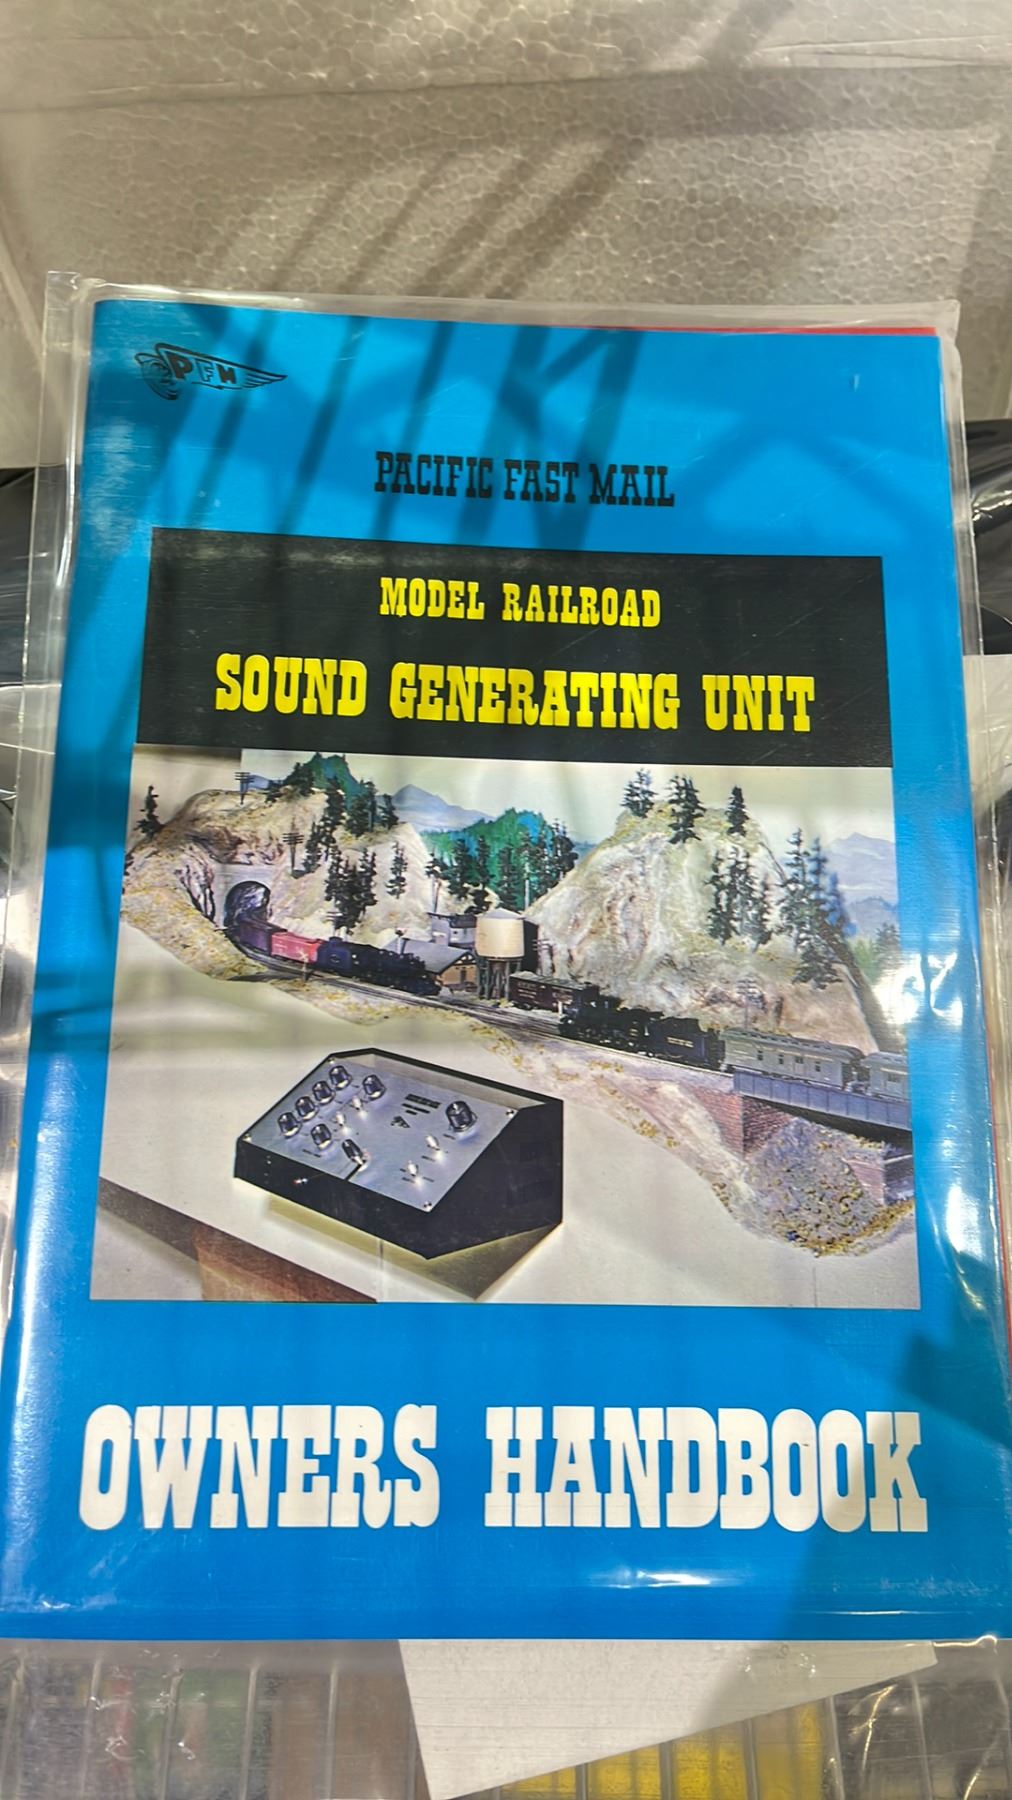 PFM
PACIFIC FAST MAIL
MODEL RAILROAD
SOUND GENERATING UNIT
OWNERS HANDBOOK